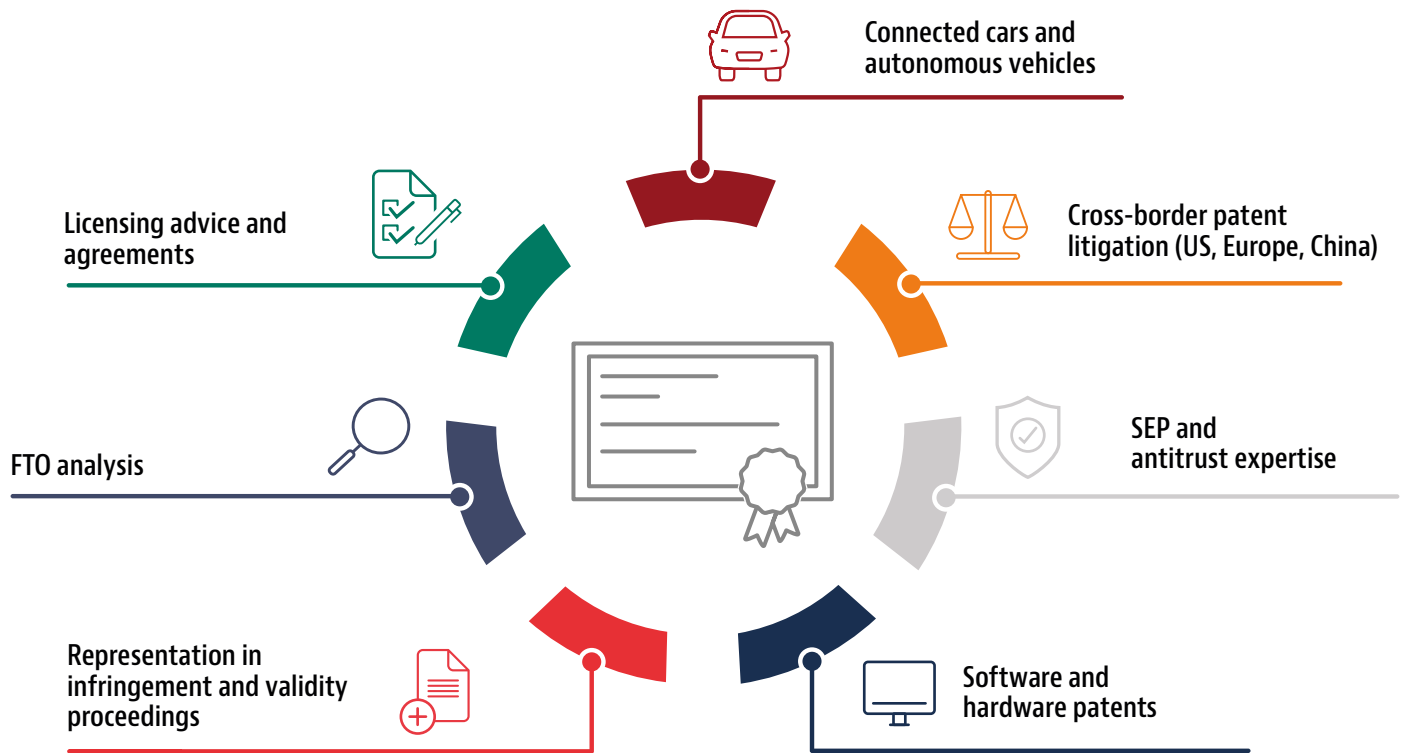 Connected cars and
autonomous vehicles
Licensing advice and
agreements
Cross-border patent
litigation (US, Europe, China)
FTO analysis
SEP and
antitrust expertise
Representation in
infringement and validity
proceedings
Software and
hardware patents